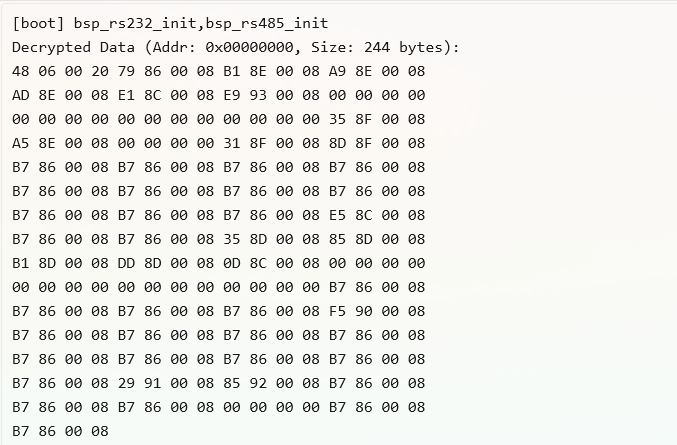 [boot] bsp_rs232_init,bsp_rs485_init
Decrypted Data (Addr: 0x00000000, Size: 244 bytes):
48 06 00 20 79 86 00 08 B1 8E 00 08 A9 8E 00 08
AD 8E 00 08 E1 8C 00 08 E9 93 00 08 00 00 00 00
00 00 00 00 00 00 00 00 00 00 00 00 35 8F 00 08
A5 8E 00 08 00 00 00 00 31 8F 00 08 8D 8F 00 08
B7 86 00 08 B7 86 00 08 B7 86 00 08 B7 86 00 08
B7 86 00 08 B7 86 00 08 B7 86 00 08 B7 86 00 08
B7 86 00 08 B7 86 00 08 B7 86 00 08 E5 8C 00 08
B7 86 00 08 B7 86 00 08 35 8D 00 08 85 8D 00 08
B1 8D 00 08 DD 8D 00 08 0D 8C 00 08 00 00 00 00
00 00 00 00 00 00 00 00 00 00 00 00 B7 86 00 08
B7 86 00 08 B7 86 00 08 B7 86 00 08 F5 90 00 08
B7 86 00 08 B7 86 00 08 B7 86 00 08 B7 86 00 08
B7 86 00 08 B7 86 00 08 B7 86 00 08 B7 86 00 08
B7 86 00 08 29 91 00 08 85 92 00 08 B7 86 00 08
B7 86 00 08 B7 86 00 08 00 00 00 00 B7 86 00 08
B7 86 00 08